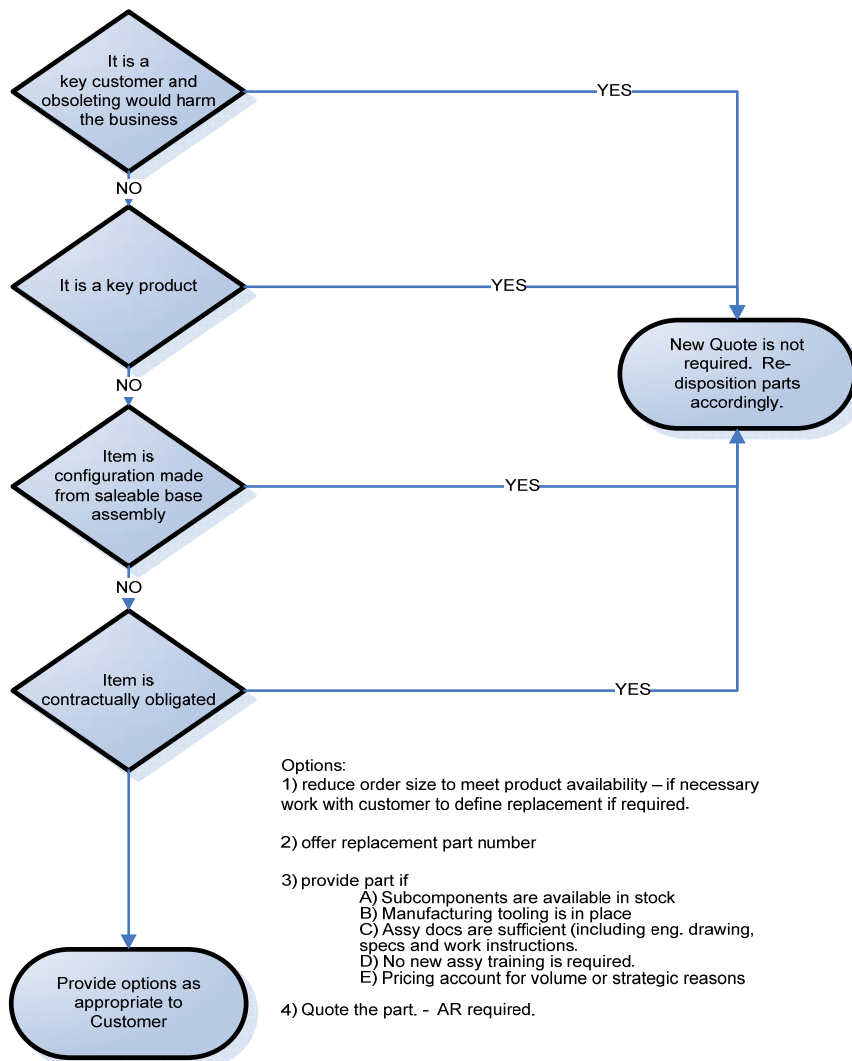 It is a
key customer and
obsoleting would harm
the business
YES
NO
It is a key product
YES
New Quote is not
required. Re-
disposition parts
accordingly.
NO
Item is
configuration made
from saleable base
assembly
YES
NO
Item is
contractually obligated
YES
Options:
1) reduce order size to meet product availability – if necessary
work with customer to define replacement if required.
2) offer replacement part number
3) provide part if
A) Subcomponents are available in stock
B) Manufacturing tooling is in place
C) Assy docs are sufficient (including eng. drawing,
specs and work instructions.
D) No new assy training is required.
E) Pricing account for volume or strategic reasons
4) Quote the part. - AR required.
Provide options as
appropriate to
Customer